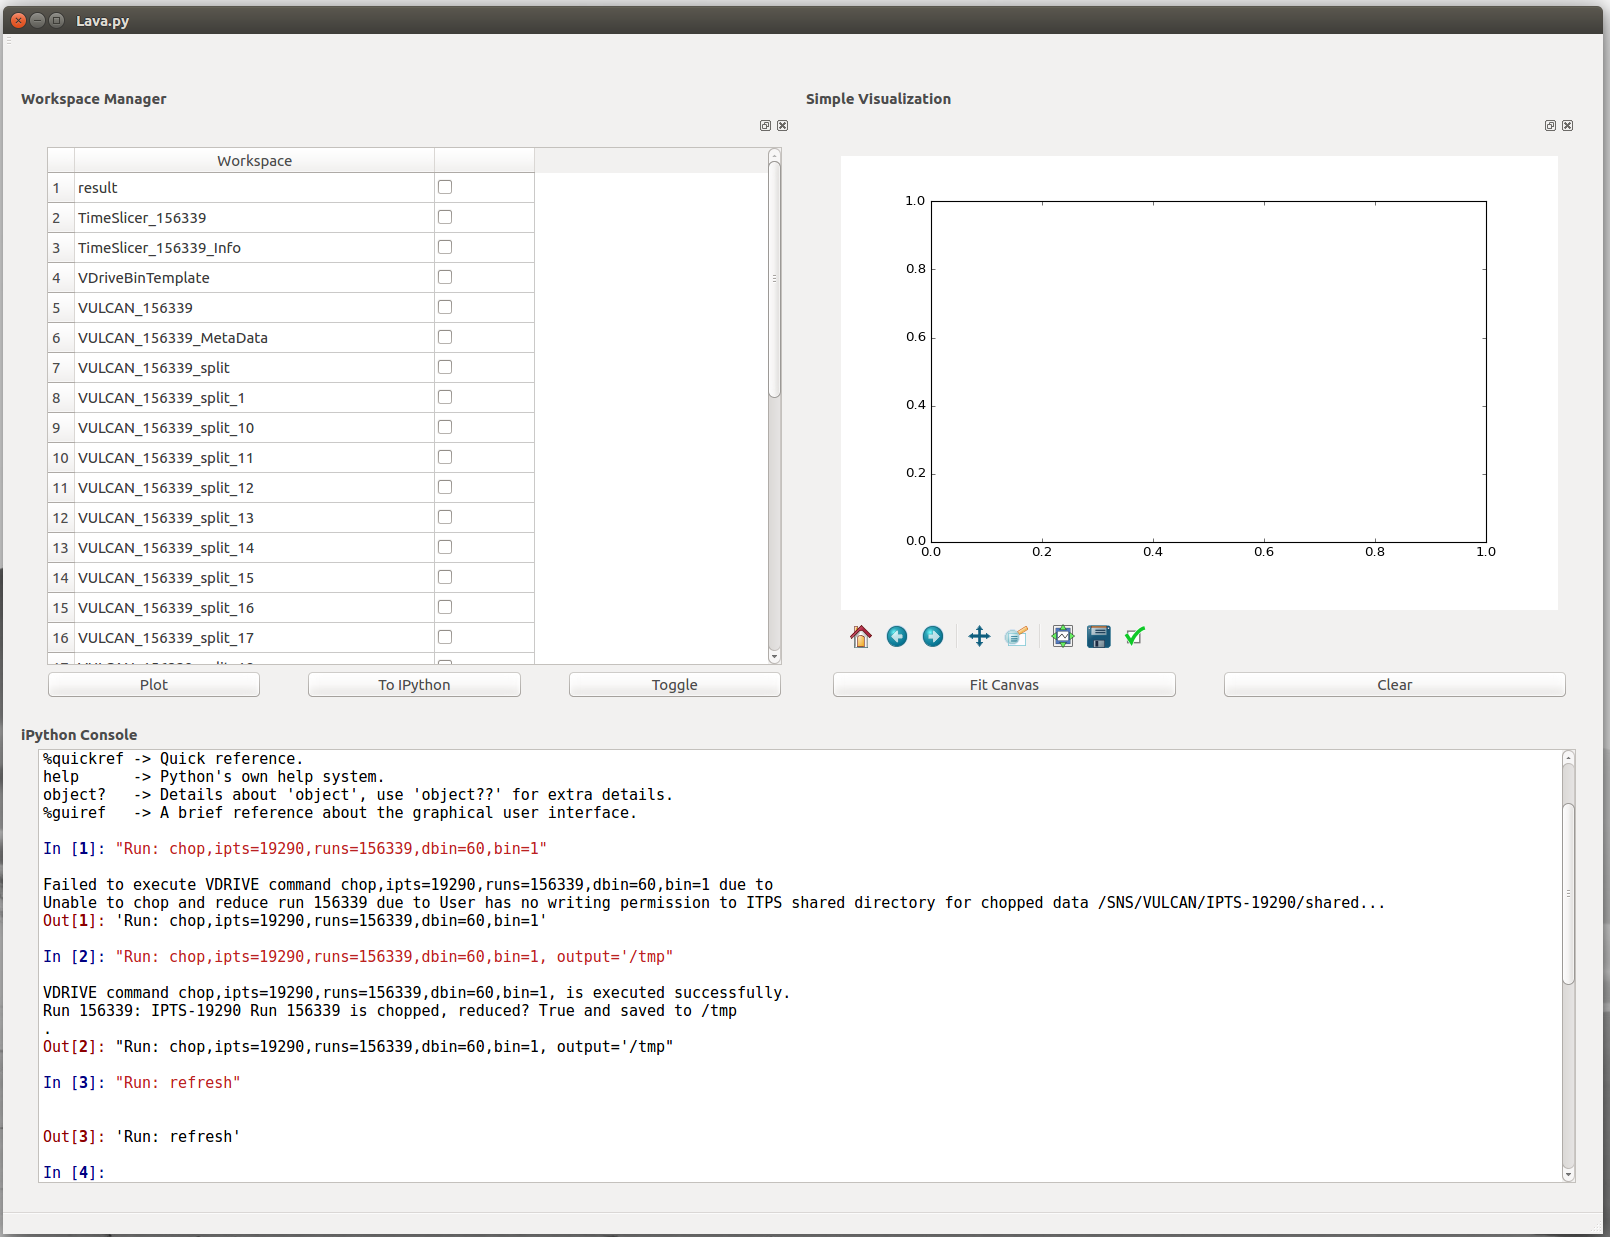 Lava.py
Workspace Manager
Workspace
1 result
2 TimeSlicer_156339
3 TimeSlicer_156339_Info
4 VDriveBinTemplate
5 VULCAN_156339
6 VULCAN_156339_MetaData
7 VULCAN_156339_split
8 VULCAN_156339_split_1
9 VULCAN_156339_split_10
10 VULCAN_156339_split_11
11 VULCAN_156339_split_12
12 VULCAN_156339_split_13
13 VULCAN_156339_split_14
14 VULCAN_156339_split_15
15 VULCAN_156339_split_16
16 VULCAN_156339_split_17
Plot To IPython Toggle
Simple Visualization
1.0
0.8
0.6
0.4
0.2
0.0
0.0 0.2 0.4 0.6 0.8 1.0
Fit Canvas Clear
iPython Console
%quickref -> Quick reference.
help      -> Python's own help system.
object?   -> Details about 'object', use 'object??' for extra details.
%guiref   -> A brief reference about the graphical user interface.
In [1]: "Run: chop,ipts=19290,runs=156339,dbin=60,bin=1"
Failed to execute VDRIVE command chop,ipts=19290,runs=156339,dbin=60,bin=1 due to
Unable to chop and reduce run 156339 due to User has no writing permission to ITPS shared directory for chopped data /SNS/VULCAN/IPTS-19290/shared...
Out[1]: 'Run: chop,ipts=19290,runs=156339,dbin=60,bin=1'
In [2]: "Run: chop,ipts=19290,runs=156339,dbin=60,bin=1, output='/tmp"
VDRIVE command chop,ipts=19290,runs=156339,dbin=60,bin=1, is executed successfully.
Run 156339: IPTS-19290 Run 156339 is chopped, reduced? True and saved to /tmp
.
Out[2]: "Run: chop,ipts=19290,runs=156339,dbin=60,bin=1, output='/tmp"
In [3]: "Run: refresh"
Out[3]: 'Run: refresh'
In [4]: